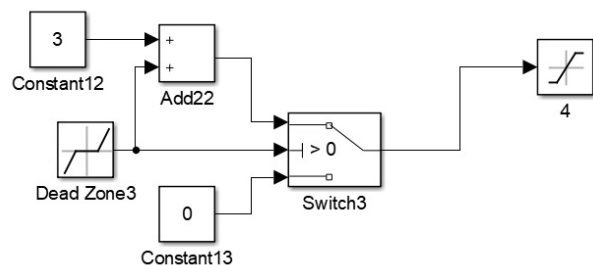 3
Constant12
+
+
Add22
Dead Zone3
> 0
Switch3
0
Constant13
4